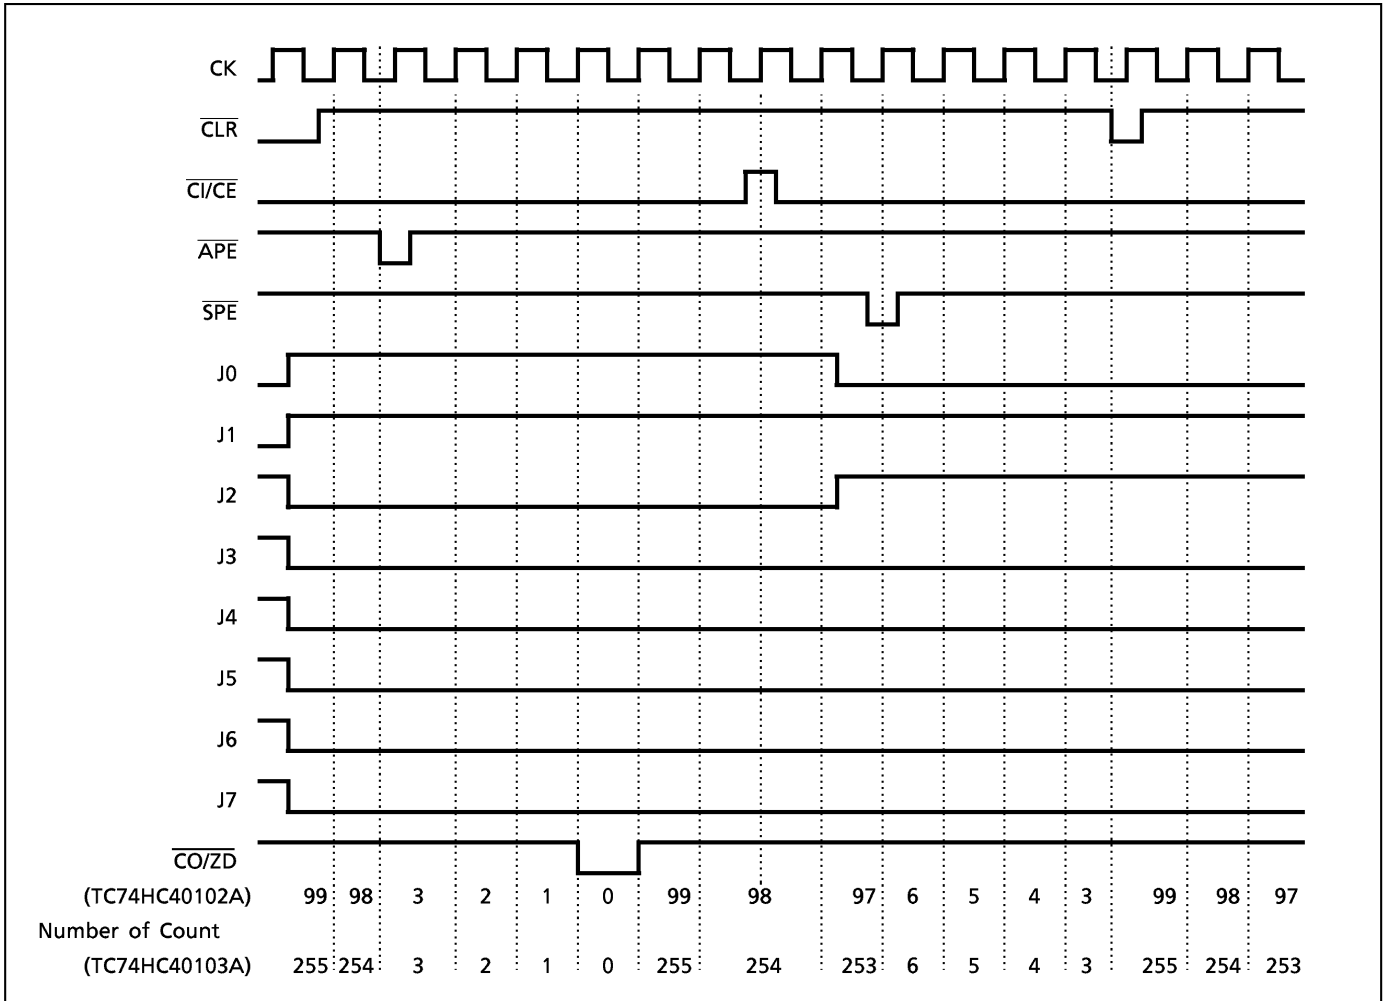 CK
CLR
CI/CE
APE
SPE
J0
J1
J2
J3
J4
J5
J6
J7
CO/ZD
(TC74HC40102A) 99 98 3 2 1 0 99 98 97 6 5 4 3 99 98 97
Number of Count
(TC74HC40103A) 255 254 3 2 1 0 255 254 253 6 5 4 3 255 254 253